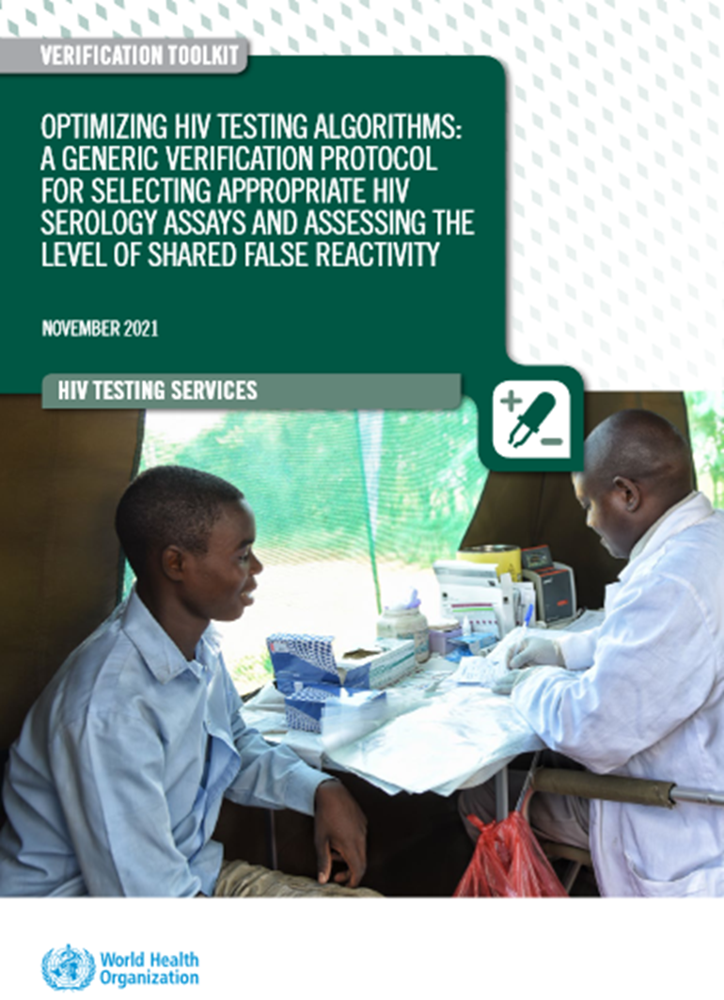 VERIFICATION TOOLKIT
OPTIMIZING HIV TESTING ALGORITHMS:
A GENERIC VERIFICATION PROTOCOL
FOR SELECTING APPROPRIATE HIV
SEROLOGY ASSAYS AND ASSESSING THE
LEVEL OF SHARED FALSE REACTIVITY
NOVEMBER 2021
HIV TESTING SERVICES
World Health
Organization